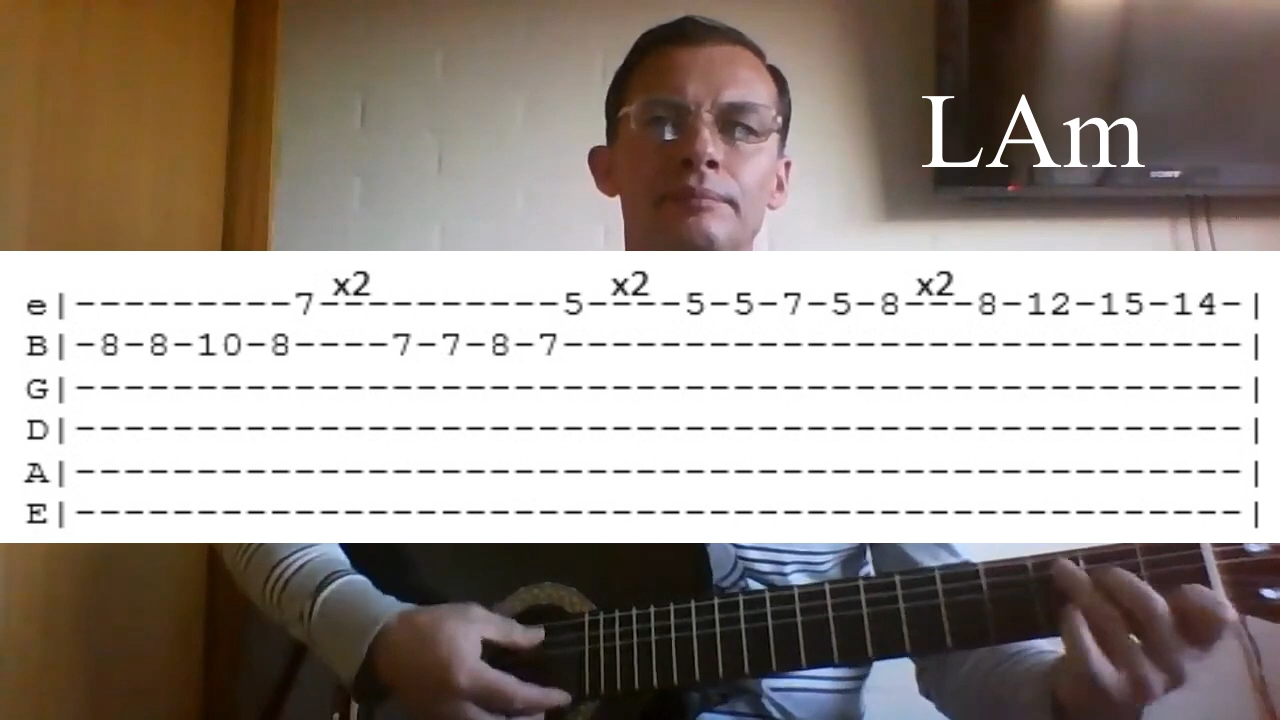 LAm
x2 x2 x2
e|---------7----------5----5-5-7-5-8---8-12-15-14-|
B|-8-8-10-8----7-7-8-7----------------------------|
G|------------------------------------------------|
D|------------------------------------------------|
A|------------------------------------------------|
E|------------------------------------------------|
SONY